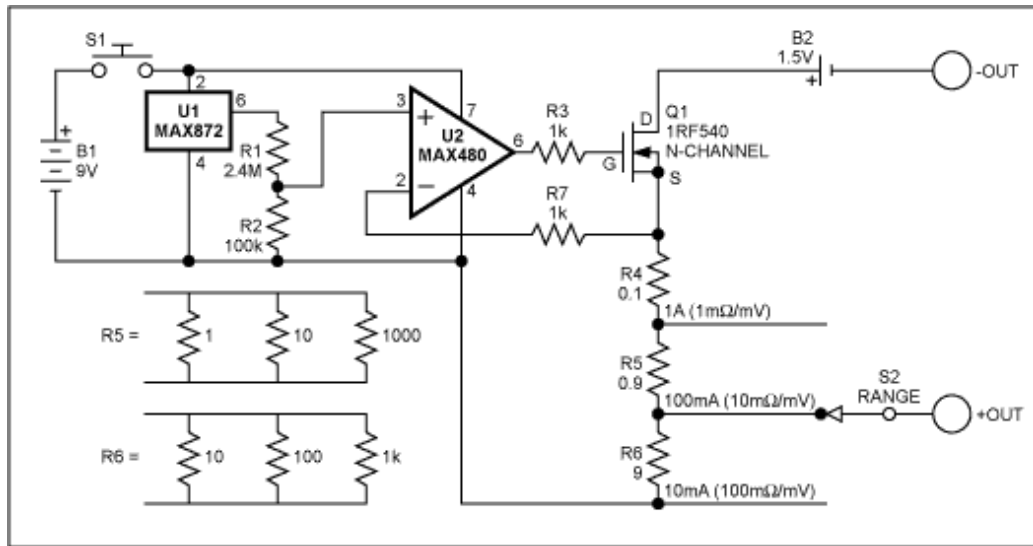 S1
B2
1.5V
+
-OUT
2
6
U1
MAX872
4
+
B1
9V
R1
2.4M
R2
100k
3
+
7
U2
MAX480
6
2
−
4
R3
1k
D
Q1
1RF540
N-CHANNEL
G
S
R7
1k
R4
0.1
1A (1mΩ/mV)
R5
0.9
100mA (10mΩ/mV)
S2
RANGE
+OUT
R6
9
10mA (100mΩ/mV)
R5 =
1
10
1000
R6 =
10
100
1k